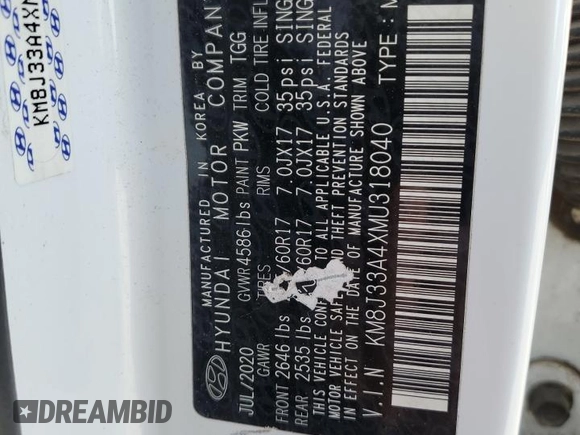 KM8J33A4XM
MANUFACTURED IN KOREA BY
HYUNDAI MOTOR COMPANY
JUL/2020 GVWR 4586 lbs PAINT PKW TRIM TGG
GAWR TIRES RIMS COLD TIRE INFL
FRONT 2646 lbs /60R17 7.0JX17 35psi SING
REAR 2535 lbs /60R17 7.0JX17 35psi SING
THIS VEHICLE CONFORMS TO ALL APPLICABLE U.S.A. FEDERAL
MOTOR VEHICLE SAFETY AND THEFT PREVENTION STANDARDS
IN EFFECT ON THE DATE OF MANUFACTURE SHOWN ABOVE
V.I.N KM8J33A4XMU318040 TYPE : M
DREAMBID